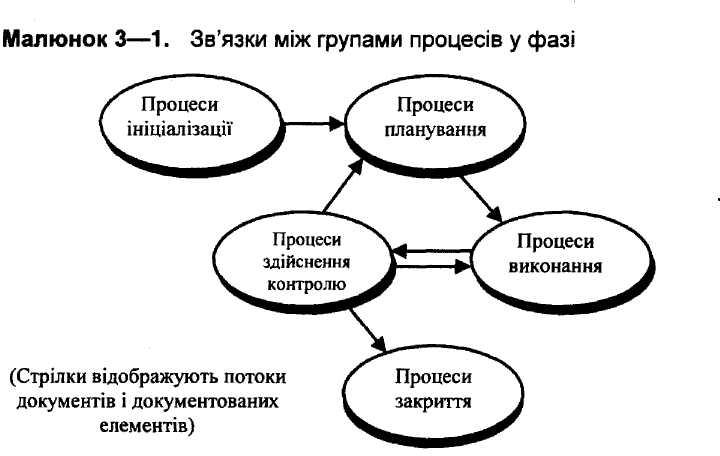 Малюнок 3—1. Зв’язки між групами процесів у фазі
Процеси
ініціалізації
Процеси
планування
Процеси
здійснення
контролю
Процеси
виконання
(Стрілки відображують потоки
документів і документованих
елементів)
Процеси
закриття